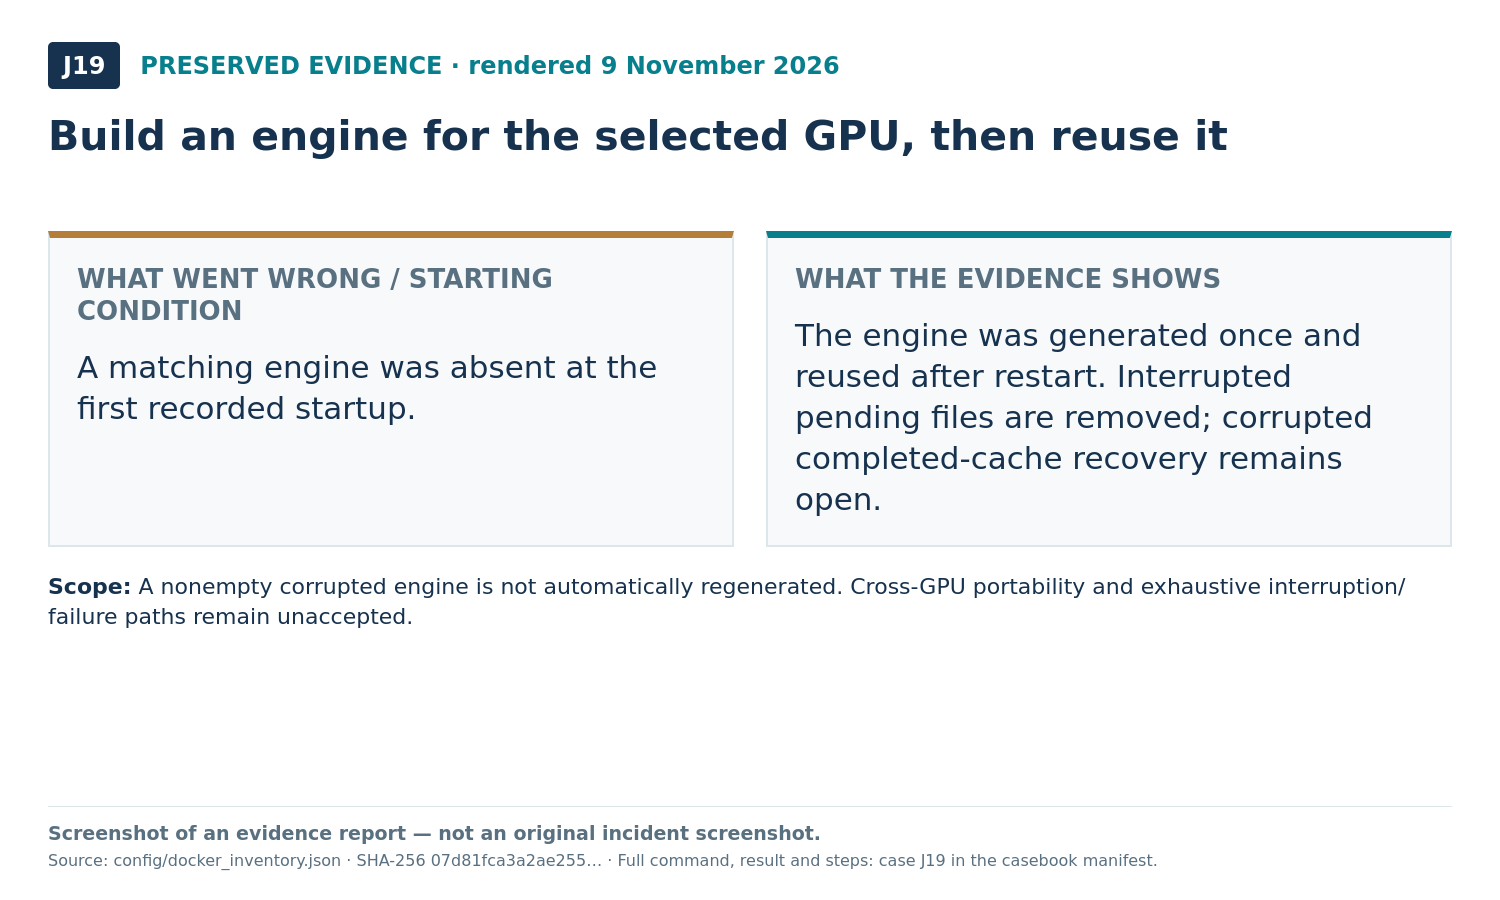 J19
PRESERVED EVIDENCE · rendered 9 November 2026
Build an engine for the selected GPU, then reuse it
WHAT WENT WRONG / STARTING
CONDITION
A matching engine was absent at the
first recorded startup.
WHAT THE EVIDENCE SHOWS
The engine was generated once and
reused after restart. Interrupted
pending files are removed; corrupted
completed-cache recovery remains
open.
Scope: A nonempty corrupted engine is not automatically regenerated. Cross-GPU portability and exhaustive interruption/
failure paths remain unaccepted.
Screenshot of an evidence report — not an original incident screenshot.
Source: config/docker_inventory.json · SHA-256 07d81fca3a2ae255… · Full command, result and steps: case J19 in the casebook manifest.